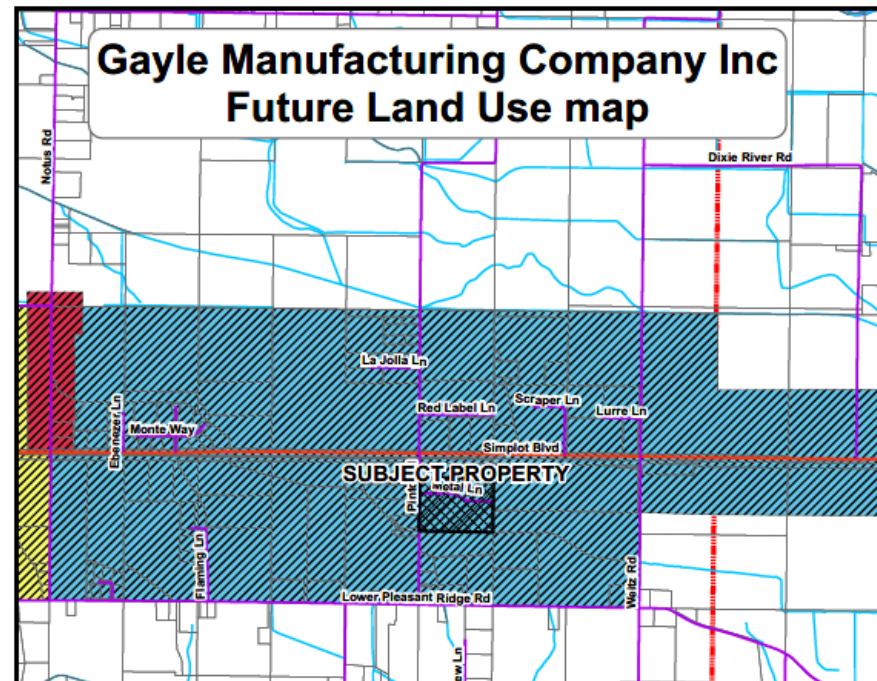 Gayle Manufacturing Company Inc
Future Land Use map
Notus Rd
Dixie River Rd
La Jolla Ln
Scraper Ln
Red Label Ln
Lurre Ln
Ebenezer Ln
Monte Way
Simplot Blvd
SUBJECT PROPERTY
Metal Ln
Flaming Ln
Weitz Rd
Lower Pleasant Ridge Rd
ew Ln